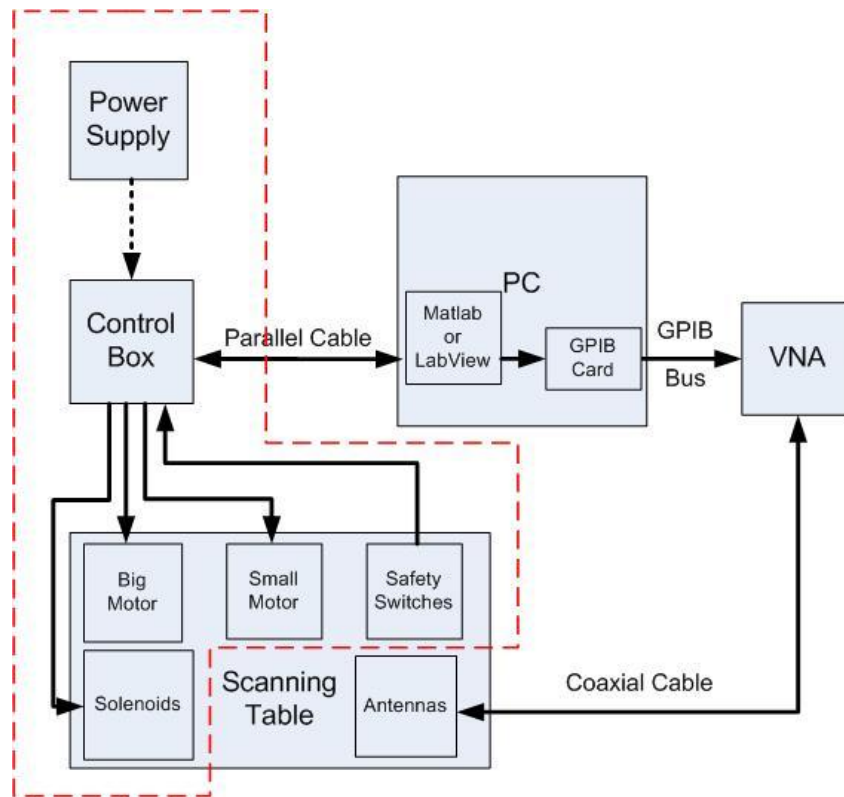 Power
Supply
Control
Box
Parallel Cable
PC
Matlab
or
LabView
GPIB
Card
GPIB
Bus
VNA
Big
Motor
Small
Motor
Safety
Switches
Solenoids
Scanning
Table
Antennas
Coaxial Cable